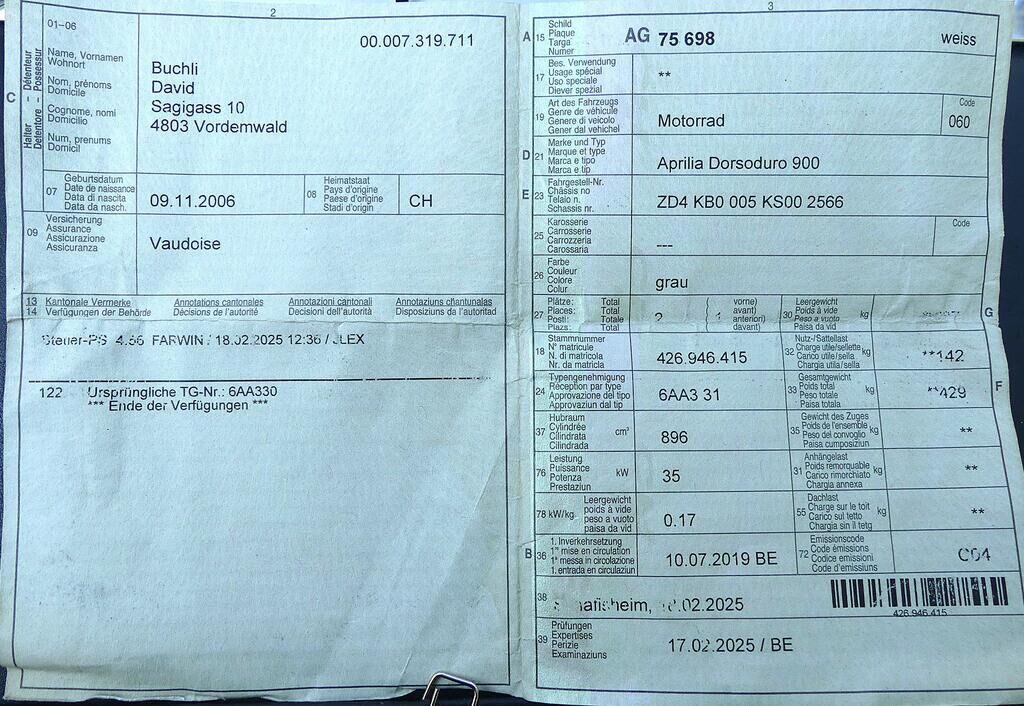 2
01–06
00.007.319.711
C
Halter – Détenteur
Detentore – Possessur
Name, Vornamen
Wohnort
Nom, prénoms
Domicile
Cognome, nomi
Domicilio
Num, prenums
Domicil
Buchli
David
Sagigass 10
4803 Vordemwald
07
Geburtsdatum
Date de naissance
Data di nascita
Data da nasch.
09.11.2006
08
Heimatstaat
Pays d'origine
Paese d'origine
Stadi d'origin
CH
09
Versicherung
Assurance
Assicurazione
Assicuranza
Vaudoise
13 Kantonale Vermerke Annotations cantonales Annotazioni cantonali Annotaziuns chantunalas
14 Verfügungen der Behörde Décisions de l'autorité Decisioni dell'autorità Disposiziuns da l'autoritad
Steuer-PS 4.56 FARWIN / 18.02.2025 12:36 / JLEX
122 Ursprüngliche TG-Nr.: 6AA330
*** Ende der Verfügungen ***
3
A 15
Schild
Plaque
Targa
Numer
AG 75 698 weiss
17
Bes. Verwendung
Usage spécial
Uso speciale
Diever spezial
**
19
Art des Fahrzeugs
Genre de véhicule
Genere di veicolo
Gener dal vehichel
Motorrad
Code
060
D 21
Marke und Typ
Marque et type
Marca e tipo
Marca e tip
Aprilia Dorsoduro 900
E 23
Fahrgestell-Nr.
Châssis no
Telaio n.
Schassis nr.
ZD4 KB0 005 KS00 2566
25
Karosserie
Carrosserie
Carrozzeria
Carossaria
---
Code
26
Farbe
Couleur
Colore
Colur
grau
27
Plätze: Total ( vorne)
Places: Total ( avant)
Posti: Totale anteriori)
Plazs: Total ( davant)
2 1
30
Leergewicht
Poids à vide
Peso a vuoto
Paisa da vid
kg
G
18
Stammnummer
N° matricule
N. di matricola
Nr. da matricla
426.946.415
32
Nutz-/Sattellast
Charge utile/sellette
Carico utile/sella
Chargia utila/sella
kg
**142
24
Typengenehmigung
Réception par type
Approvazione del tipo
Approvaziun dal tip
6AA3 31
33
Gesamtgewicht
Poids total
Peso totale
Paisa totala
kg
**429
F
37
Hubraum
Cylindrée
Cilindrata
Cilindrada
cm³
896
35
Gewicht des Zuges
Poids de l'ensemble
Peso del convoglio
Paisa cumposiziun
kg
**
76
Leistung
Puissance
Potenza
Prestaziun
kW
35
31
Anhängelast
Poids remorquable
Carico rimorchiato
Chargia annexa
kg
**
78 kW/kg.
Leergewicht
poids à vide
peso a vuoto
paisa da vid
0.17
55
Dachlast
Charge sur le toit
Carico sul tetto
Chargia sin il tetg
kg
**
B 36
1. Inverkehrsetzung
1re mise en circulation
1a messa in circolazione
1. entrada en circulaziun
10.07.2019 BE
72
Emissionscode
Code émissions
Codice emissioni
Code d'emissiuns
C04
38
.02.2025
426.946.415
39
Prüfungen
Expertises
Perizie
Examinaziuns
17.02.2025 / BE